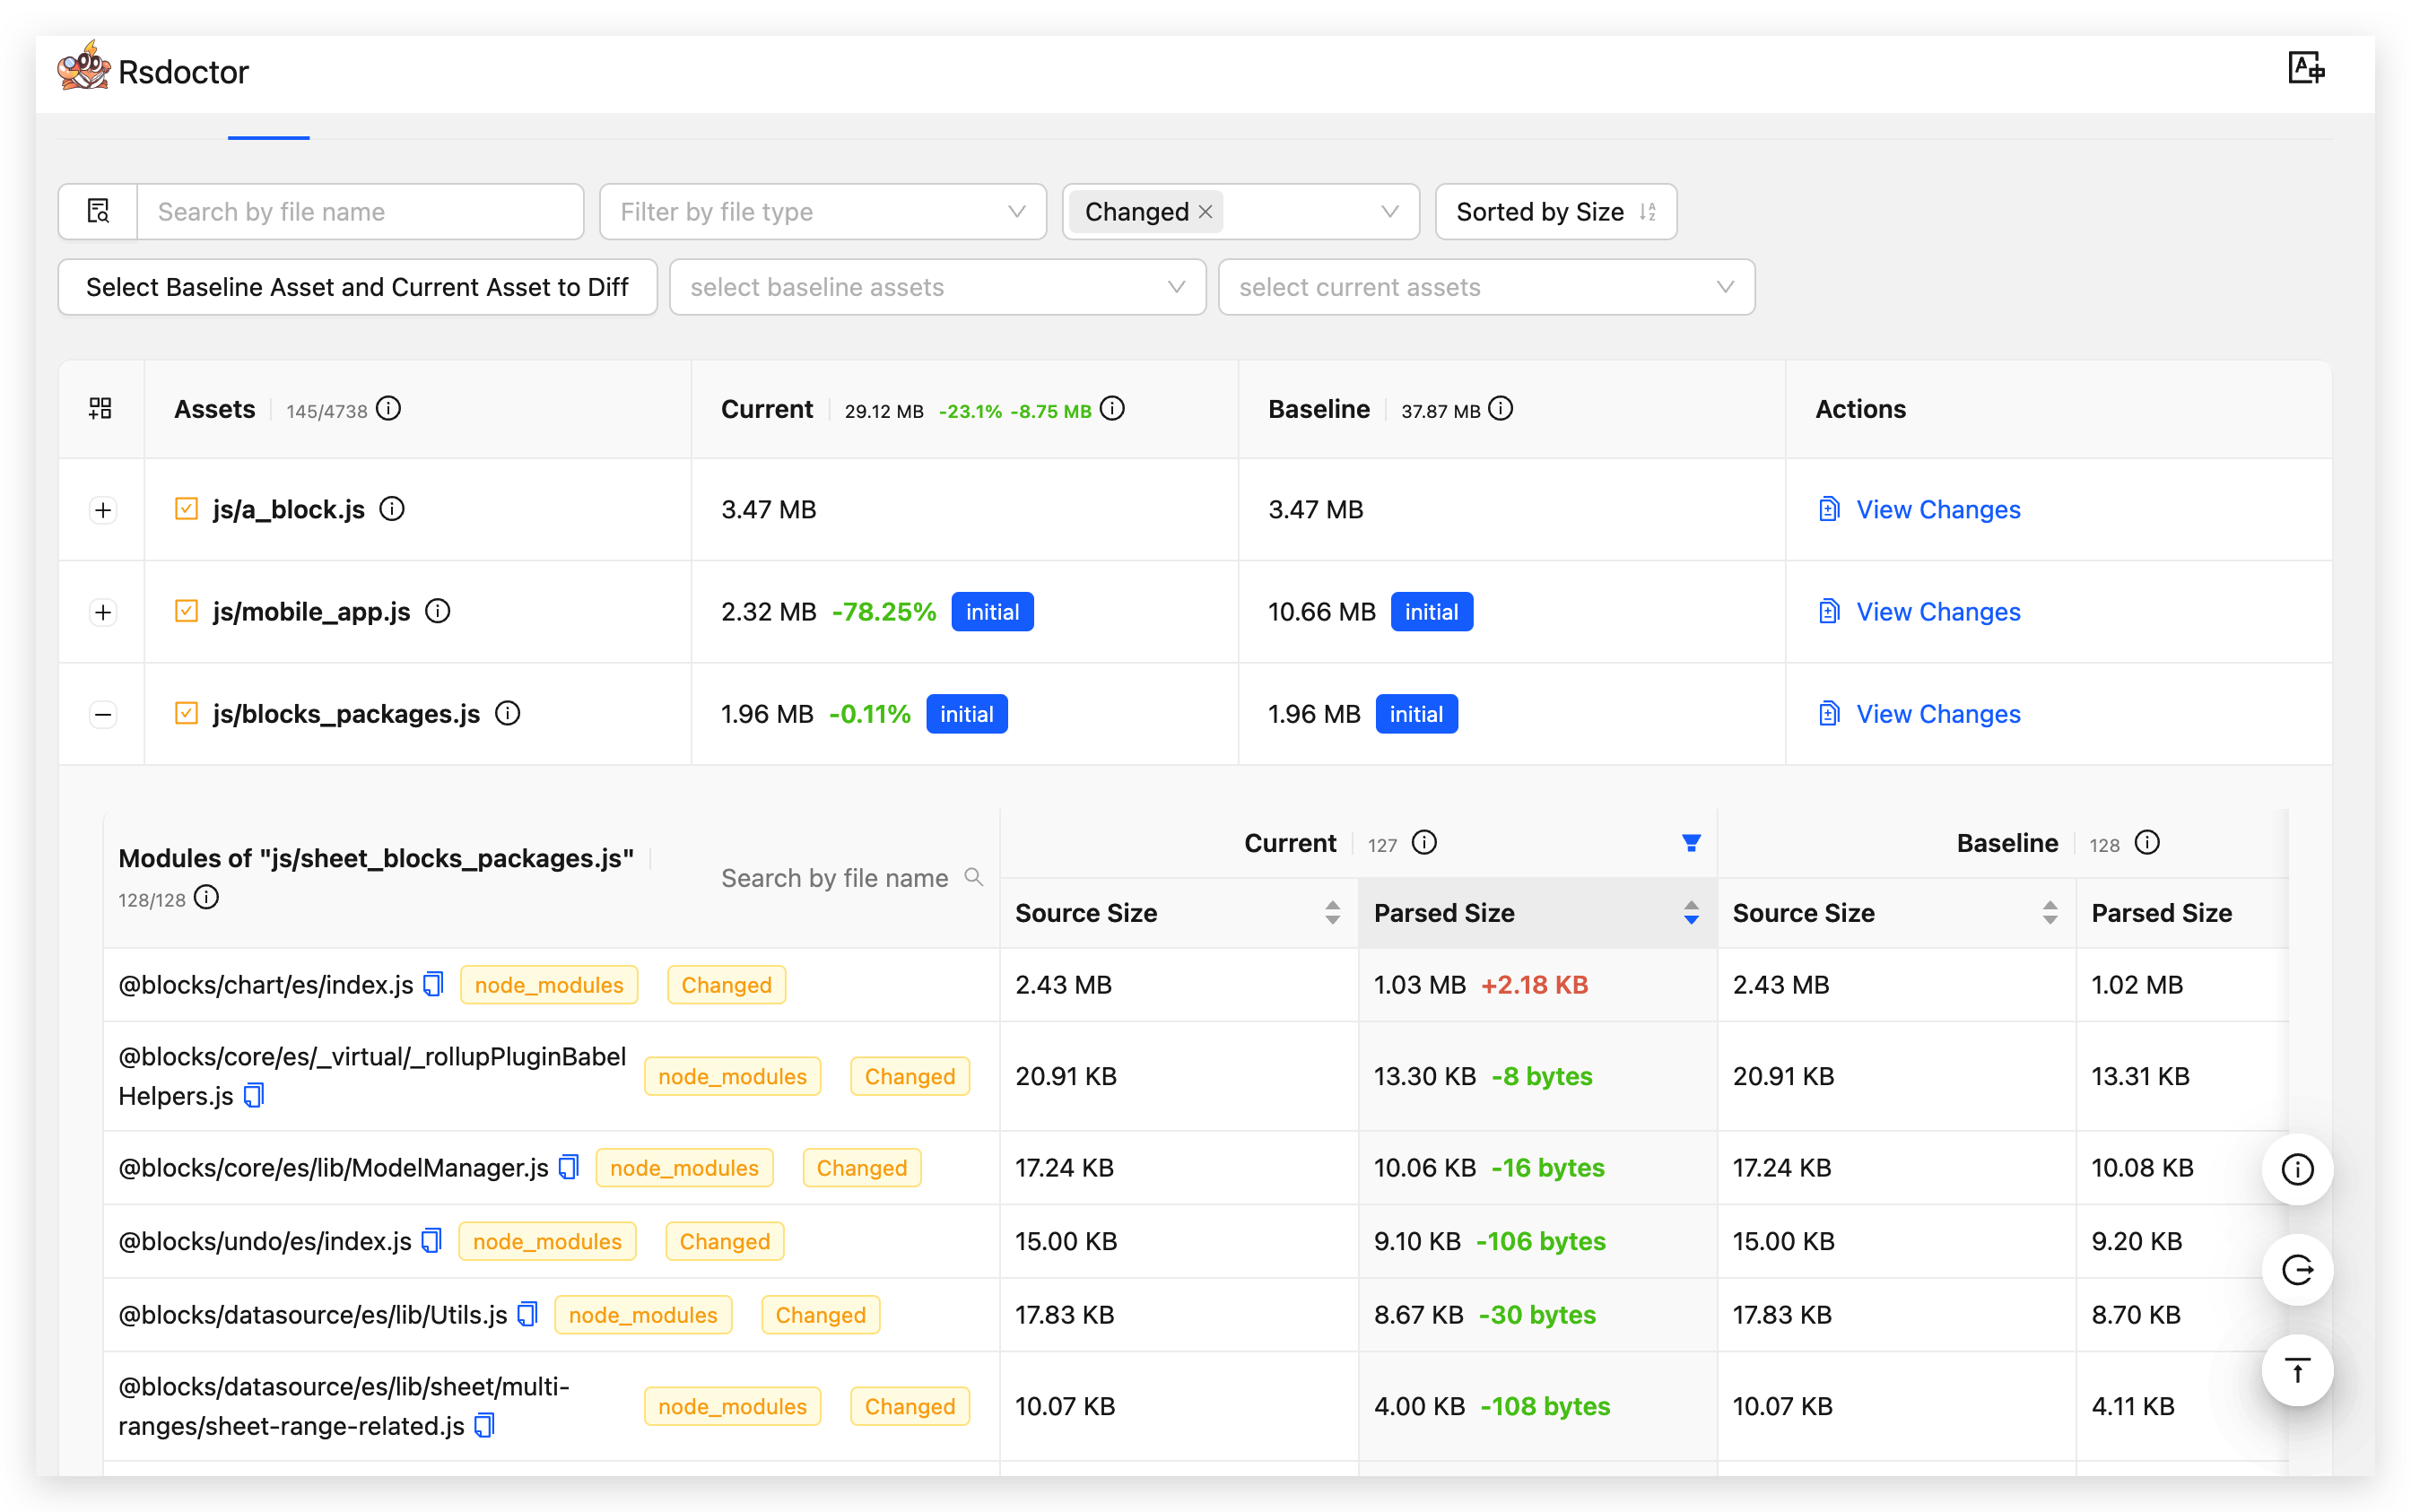 Rsdoctor
Search by file name
Filter by file type
Changed
Sorted by Size
Select Baseline Asset and Current Asset to Diff
select baseline assets
select current assets
Assets 145/4738
Current 29.12 MB -23.1% -8.75 MB
Baseline 37.87 MB
Actions
js/a_block.js
3.47 MB
3.47 MB
View Changes
js/mobile_app.js
2.32 MB -78.25% initial
10.66 MB initial
View Changes
js/blocks_packages.js
1.96 MB -0.11% initial
1.96 MB initial
View Changes
Modules of "js/sheet_blocks_packages.js"
128/128
Search by file name
Current 127
Baseline 128
Source Size
Parsed Size
Source Size
Parsed Size
@blocks/chart/es/index.js node_modules Changed
2.43 MB
1.03 MB +2.18 KB
2.43 MB
1.02 MB
@blocks/core/es/_virtual/_rollupPluginBabel
Helpers.js
node_modules Changed
20.91 KB
13.30 KB -8 bytes
20.91 KB
13.31 KB
@blocks/core/es/lib/ModelManager.js node_modules Changed
17.24 KB
10.06 KB -16 bytes
17.24 KB
10.08 KB
@blocks/undo/es/index.js node_modules Changed
15.00 KB
9.10 KB -106 bytes
15.00 KB
9.20 KB
@blocks/datasource/es/lib/Utils.js node_modules Changed
17.83 KB
8.67 KB -30 bytes
17.83 KB
8.70 KB
@blocks/datasource/es/lib/sheet/multi-
ranges/sheet-range-related.js
node_modules Changed
10.07 KB
4.00 KB -108 bytes
10.07 KB
4.11 KB